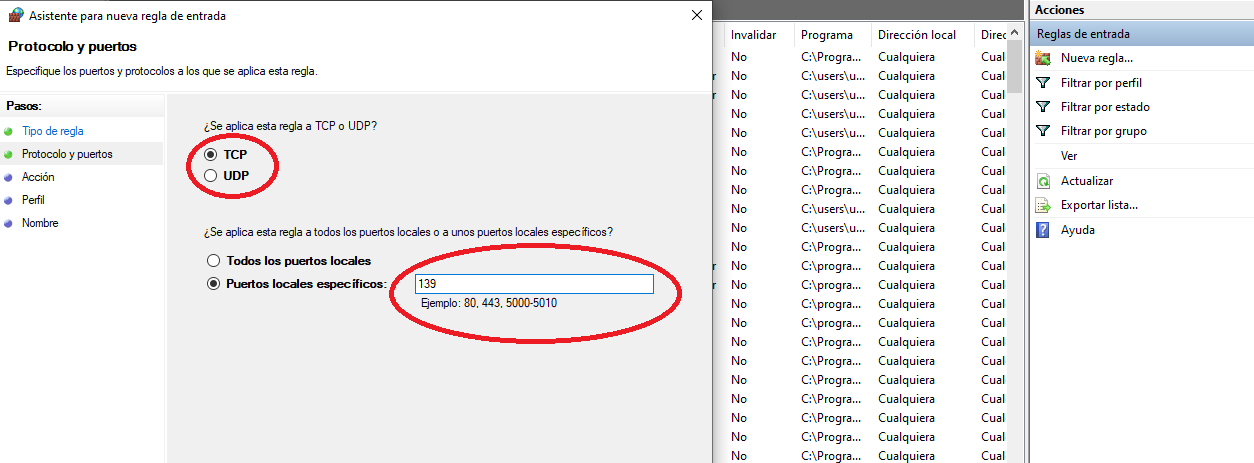 Asistente para nueva regla de entrada
Protocolo y puertos
Especifique los puertos y protocolos a los que se aplica esta regla.
Pasos:
Tipo de regla
Protocolo y puertos
Acción
Perfil
Nombre
¿Se aplica esta regla a TCP o UDP?
TCP
UDP
¿Se aplica esta regla a todos los puertos locales o a unos puertos locales específicos?
Todos los puertos locales
Puertos locales específicos:
139
Ejemplo: 80, 443, 5000-5010
Invalidar Programa Dirección local Direc
No C:\Progra... Cualquiera Cual
No C:\users\u... Cualquiera Cual
No C:\users\u... Cualquiera Cual
No C:\users\u... Cualquiera Cual
No C:\users\u... Cualquiera Cual
No C:\Progra... Cualquiera Cual
No C:\Progra... Cualquiera Cual
No C:\Progra... Cualquiera Cual
No C:\users\u... Cualquiera Cual
No C:\users\u... Cualquiera Cual
No C:\Progra... Cualquiera Cual
No C:\Progra... Cualquiera Cual
No C:\progra... Cualquiera Cual
No C:\progra... Cualquiera Cual
No C:\progra... Cualquiera Cual
No C:\Progra... Cualquiera Cual
No C:\Progra... Cualquiera Cual
No C:\Progra... Cualquiera Cual
No C:\Progra... Cualquiera Cual
No C:\Progra... Cualquiera Cual
No C:\Progra... Cualquiera Cual
No C:\Progra... Cualquiera Cual
Acciones
Reglas de entrada
Nueva regla...
Filtrar por perfil
Filtrar por estado
Filtrar por grupo
Ver
Actualizar
Exportar lista...
Ayuda